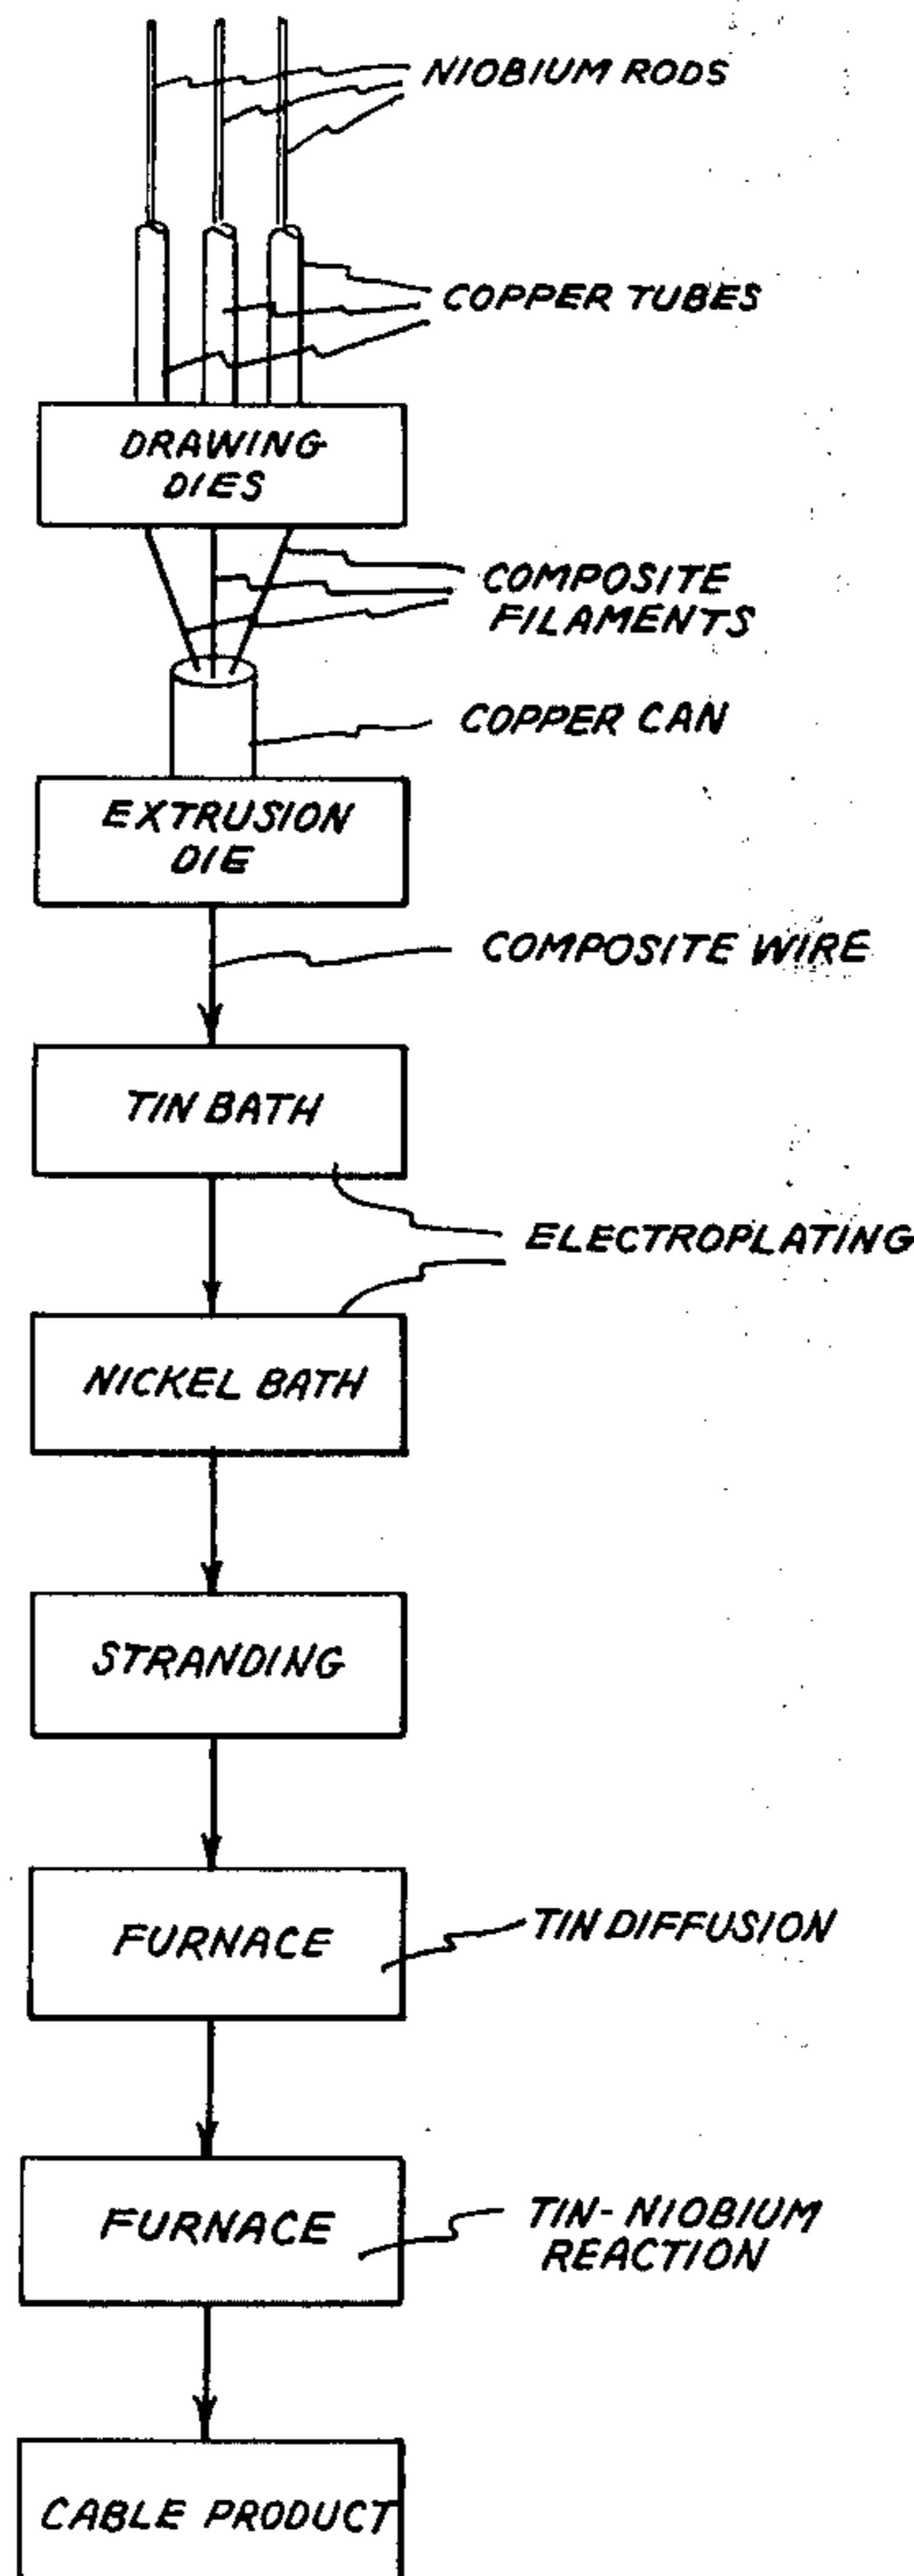 NIOBIUM RODS
COPPER TUBES
DRAWING
DIES
COMPOSITE
FILAMENTS
COPPER CAN
EXTRUSION
DIE
COMPOSITE WIRE
TIN BATH
ELECTROPLATING
NICKEL BATH
STRANDING
FURNACE
TIN DIFFUSION
FURNACE
TIN-NIOBIUM
REACTION
CABLE PRODUCT